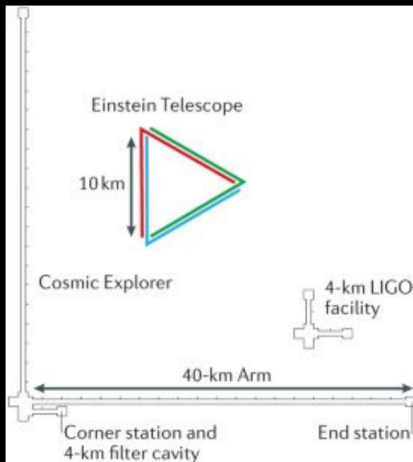 Einstein Telescope
10 km
Cosmic Explorer
4-km LIGO
facility
40-km Arm
Corner station and
4-km filter cavity
End station